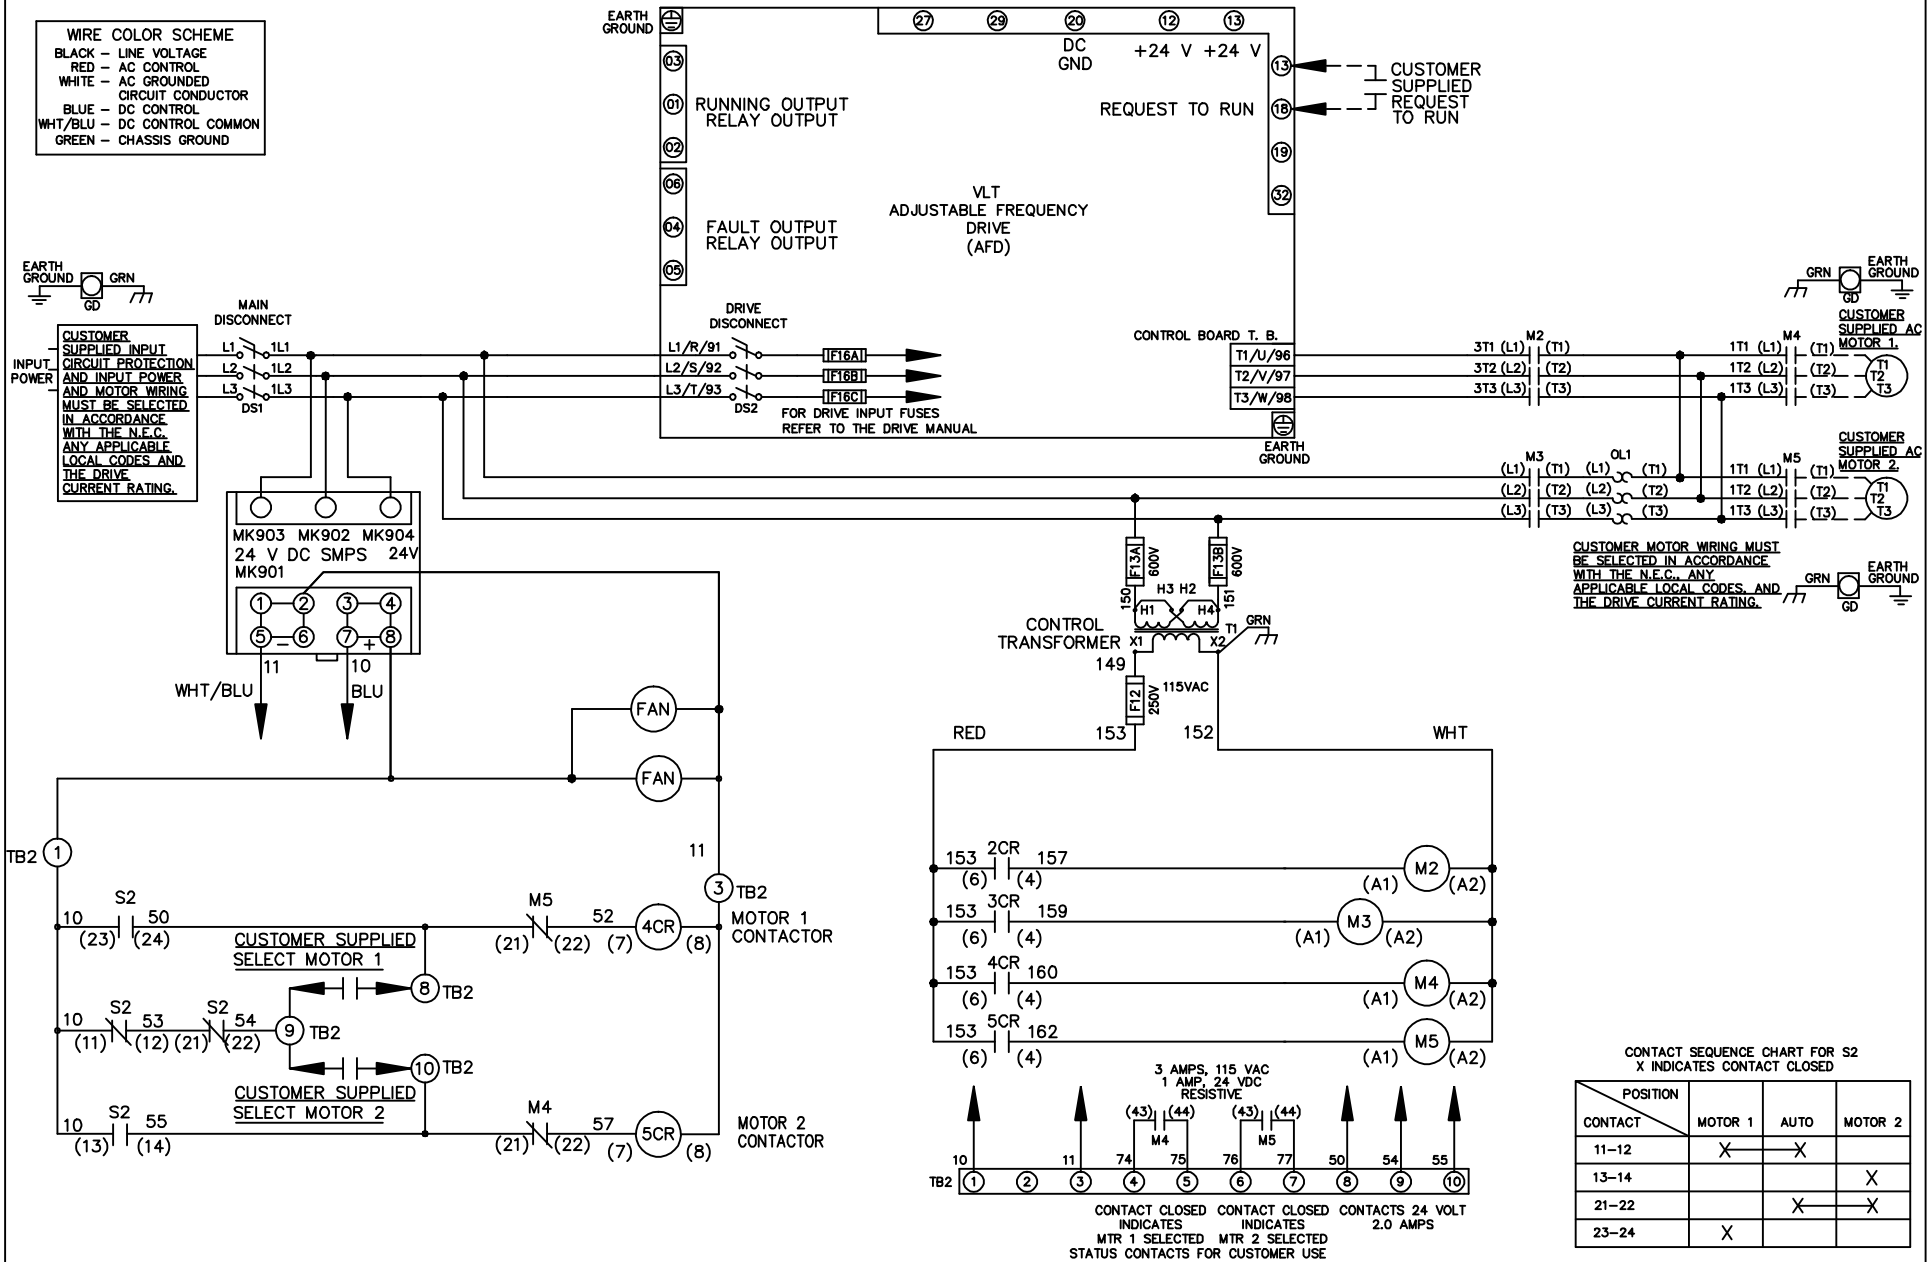 WIRE COLOR SCHEME
BLACK – LINE VOLTAGE
RED – AC CONTROL
WHITE – AC GROUNDED
CIRCUIT CONDUCTOR
BLUE – DC CONTROL
WHT/BLU – DC CONTROL COMMON
GREEN – CHASSIS GROUND
EARTH
GROUND
27 29 20 12 13
DC
GND
+24 V +24 V
03
01
02
RUNNING OUTPUT
RELAY OUTPUT
06
04
05
FAULT OUTPUT
RELAY OUTPUT
VLT
ADJUSTABLE FREQUENCY
DRIVE
(AFD)
REQUEST TO RUN
13
18
19
32
CUSTOMER
SUPPLIED
REQUEST
TO RUN
EARTH
GROUND
GRN
GD
INPUT
POWER
CUSTOMER
SUPPLIED INPUT
CIRCUIT PROTECTION
AND INPUT POWER
AND MOTOR WIRING
MUST BE SELECTED
IN ACCORDANCE
WITH THE N.E.C.
ANY APPLICABLE
LOCAL CODES AND
THE DRIVE
CURRENT RATING.
MAIN
DISCONNECT
L1 1L1
L2 1L2
L3 1L3
DS1
DRIVE
DISCONNECT
L1/R/91
L2/S/92
L3/T/93
DS2
F16A
F16B
F16C
FOR DRIVE INPUT FUSES
REFER TO THE DRIVE MANUAL
CONTROL BOARD T. B.
T1/U/96
T2/V/97
T3/W/98
EARTH
GROUND
M2
3T1 (L1) (T1)
3T2 (L2) (T2)
3T3 (L3) (T3)
M4
1T1 (L1) (T1)
1T2 (L2) (T2)
1T3 (L3) (T3)
GRN
GD
EARTH
GROUND
CUSTOMER
SUPPLIED AC
MOTOR 1.
T1
T2
T3
M3 OL1
(L1) (T1) (L1) (T1)
(L2) (T2) (L2) (T2)
(L3) (T3) (L3) (T3)
M5
1T1 (L1) (T1)
1T2 (L2) (T2)
1T3 (L3) (T3)
CUSTOMER
SUPPLIED AC
MOTOR 2.
T1
T2
T3
CUSTOMER MOTOR WIRING MUST
BE SELECTED IN ACCORDANCE
WITH THE N.E.C., ANY
APPLICABLE LOCAL CODES, AND
THE DRIVE CURRENT RATING.
GRN
GD
EARTH
GROUND
MK903 MK902 MK904
24 V DC SMPS 24V
MK901
1 2 3 4
5 – 6 7 + 8
11 10
WHT/BLU BLU
FAN
FAN
F13A
600V
F13B
600V
150 151
H3 H2
H1 H4
CONTROL
TRANSFORMER
X1 X2 T1 GRN
149
F12
250V
115VAC
153 152
RED WHT
TB2 1
11
3 TB2
10 S2 50
(23) (24)
M5 52
(21) (22) (7) 4CR (8)
MOTOR 1
CONTACTOR
CUSTOMER SUPPLIED
SELECT MOTOR 1
8 TB2
10 S2 53 S2 54
(11) (12) (21) (22)
9 TB2
10 TB2
CUSTOMER SUPPLIED
SELECT MOTOR 2
10 S2 55
(13) (14)
M4 57
(21) (22) (7) 5CR (8)
MOTOR 2
CONTACTOR
153 2CR 157
(6) (4) (A1) M2 (A2)
153 3CR 159
(6) (4) (A1) M3 (A2)
153 4CR 160
(6) (4) (A1) M4 (A2)
153 5CR 162
(6) (4) (A1) M5 (A2)
3 AMPS, 115 VAC
1 AMP, 24 VDC
RESISTIVE
(43) (44) (43) (44)
M4 M5
10 11 74 75 76 77 50 54 55
TB2 1 2 3 4 5 6 7 8 9 10
CONTACT CLOSED
INDICATES
MTR 1 SELECTED
CONTACT CLOSED
INDICATES
MTR 2 SELECTED
CONTACTS 24 VOLT
2.0 AMPS
STATUS CONTACTS FOR CUSTOMER USE
CONTACT SEQUENCE CHART FOR S2
X INDICATES CONTACT CLOSED
POSITION
CONTACT MOTOR 1 AUTO MOTOR 2
11–12 X X
13–14 X
21–22 X X
23–24 X